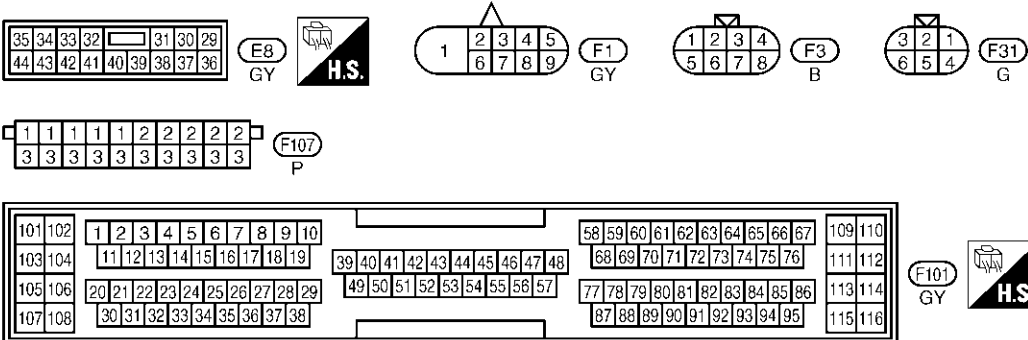 35 34 33 32 31 30 29
44 43 42 41 40 39 38 37 36
E8
GY
H.S.
1 2 3 4 5
6 7 8 9
F1
GY
1 2 3 4
5 6 7 8
F3
B
3 2 1
6 5 4
F31
G
1 1 1 1 1 2 2 2 2 2
3 3 3 3 3 3 3 3 3 3
F107
P
101 102
103 104
105 106
107 108
1 2 3 4 5 6 7 8 9 10
11 12 13 14 15 16 17 18 19
20 21 22 23 24 25 26 27 28 29
30 31 32 33 34 35 36 37 38
39 40 41 42 43 44 45 46 47 48
49 50 51 52 53 54 55 56 57
58 59 60 61 62 63 64 65 66 67
68 69 70 71 72 73 74 75 76
77 78 79 80 81 82 83 84 85 86
87 88 89 90 91 92 93 94 95
109 110
111 112
113 114
115 116
F101
GY
H.S